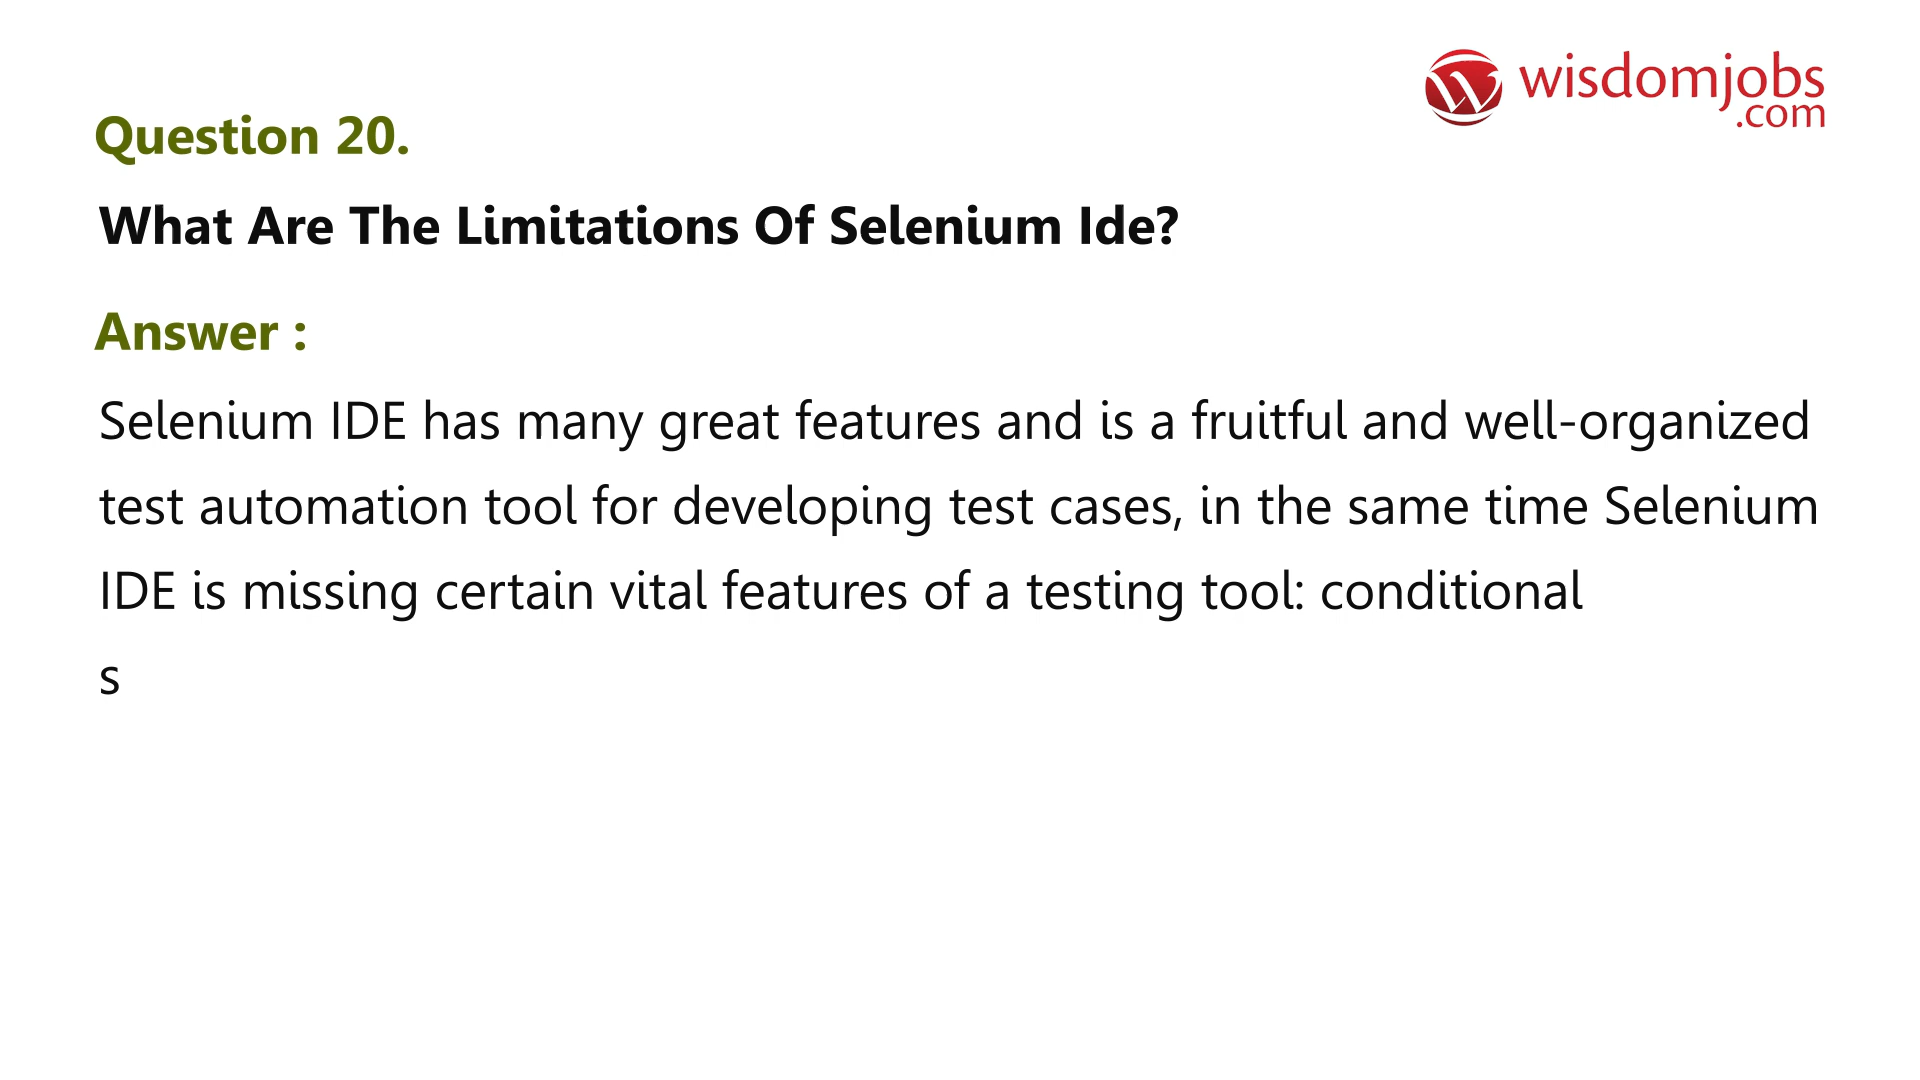 wisdomjobs
.com
Question 20.
What Are The Limitations Of Selenium Ide?
Answer :
Selenium IDE has many great features and is a fruitful and well-organized
test automation tool for developing test cases, in the same time Selenium
IDE is missing certain vital features of a testing tool: conditional
s